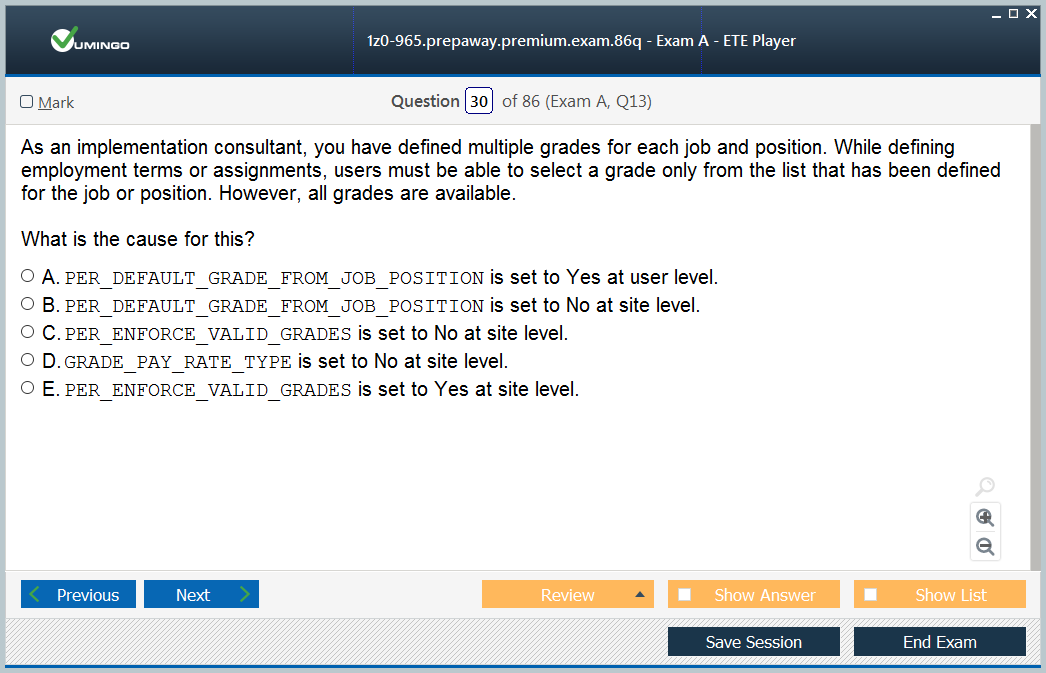 VUMINGO
1z0-965.prepaway.premium.exam.86q - Exam A - ETE Player
Mark
Question 30 of 86 (Exam A, Q13)
As an implementation consultant, you have defined multiple grades for each job and position. While defining
employment terms or assignments, users must be able to select a grade only from the list that has been defined
for the job or position. However, all grades are available.
What is the cause for this?
A. PER_DEFAULT_GRADE_FROM_JOB_POSITION is set to Yes at user level.
B. PER_DEFAULT_GRADE_FROM_JOB_POSITION is set to No at site level.
C. PER_ENFORCE_VALID_GRADES is set to No at site level.
D. GRADE_PAY_RATE_TYPE is set to No at site level.
E. PER_ENFORCE_VALID_GRADES is set to Yes at site level.
Previous
Next
Review
Show Answer
Show List
Save Session
End Exam